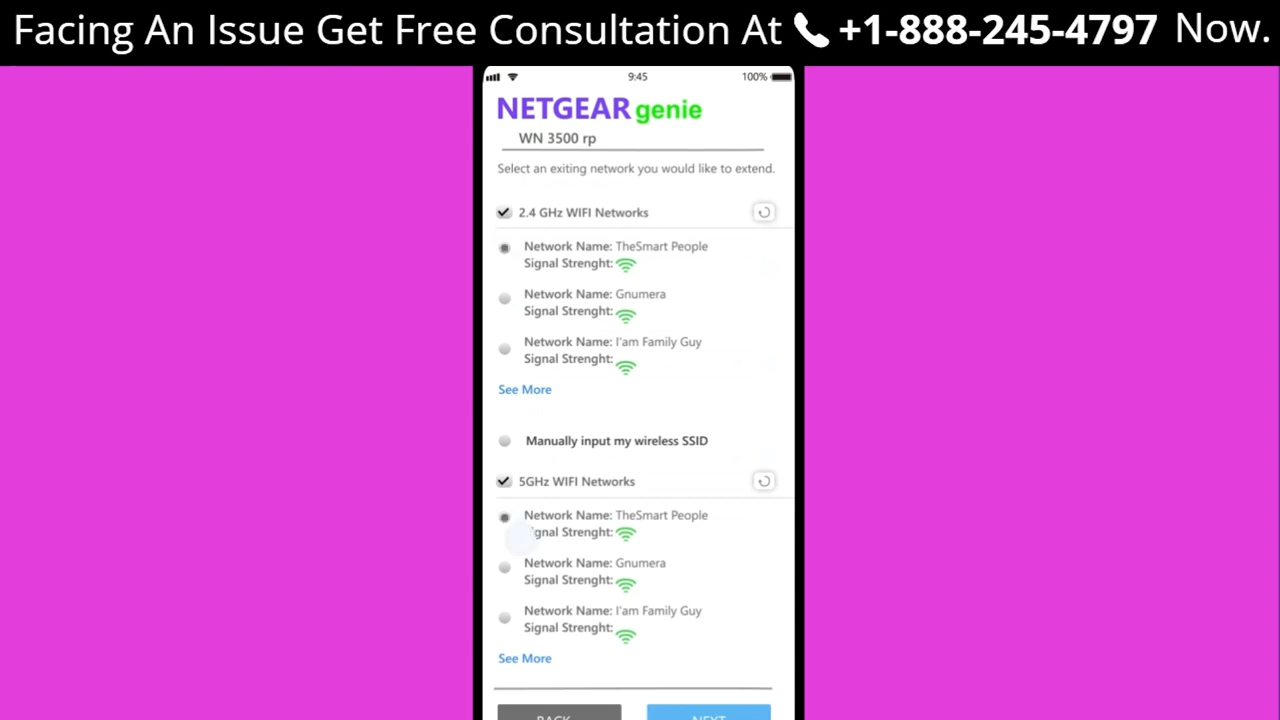 Facing An Issue Get Free Consultation At +1-888-245-4797 Now.
9:45
100%
NETGEAR genie
WN 3500 rp
Select an exiting network you would like to extend.
2.4 GHz WIFI Networks
Network Name: TheSmart People
Signal Strenght:
Network Name: Gnumera
Signal Strenght:
Network Name: I'am Family Guy
Signal Strenght:
See More
Manually input my wireless SSID
5GHz WIFI Networks
Network Name: TheSmart People
Signal Strenght:
Network Name: Gnumera
Signal Strenght:
Network Name: I'am Family Guy
Signal Strenght:
See More
BACK
NEXT